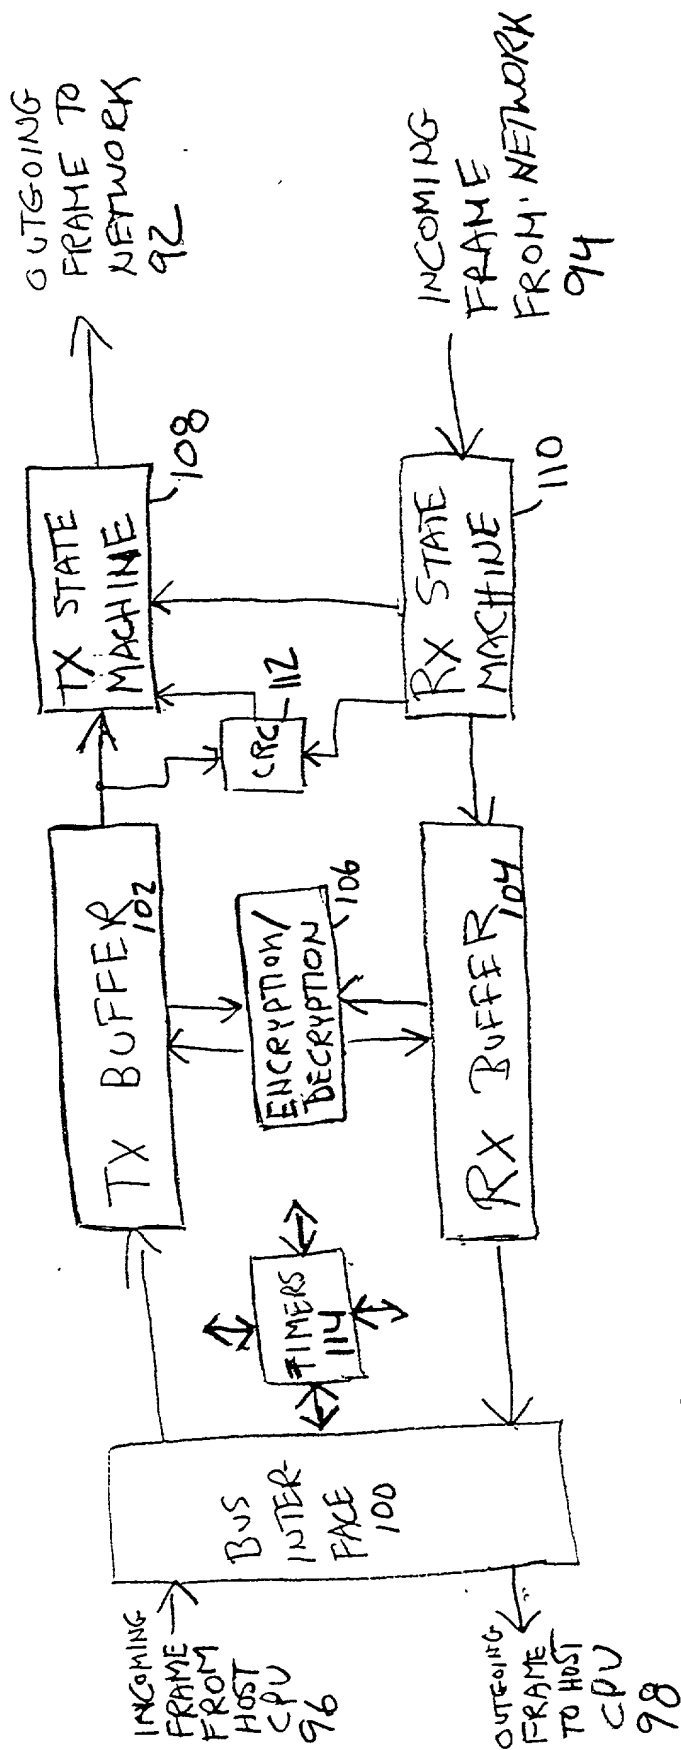 INCOMING
FRAME
FROM
HOST
CPU
96
OUTGOING
FRAME
TO HOST
CPU
98
BUS
INTER-
FACE
100
TIMERS
114
TX BUFFER
102
ENCRYPTION/
DECRYPTION
106
RX BUFFER
104
CRC
112
TX STATE
MACHINE
108
RX STATE
MACHINE
110
OUTGOING
FRAME TO
NETWORK
92
INCOMING
FRAME
FROM NETWORK
94